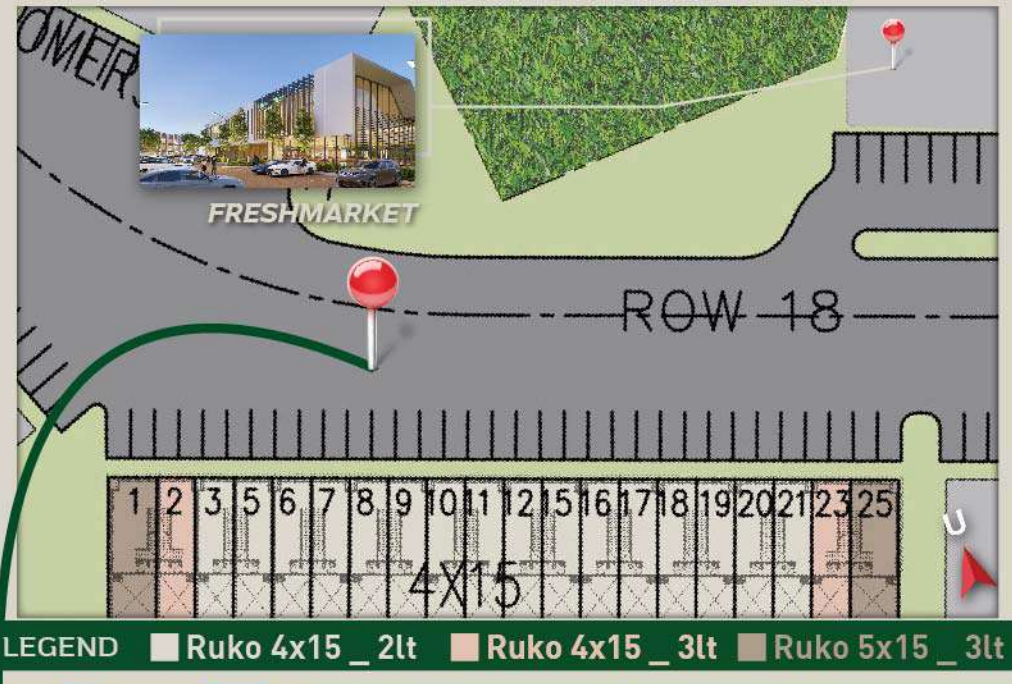 OMER
FRESHMARKET
ROW 18
1 2 3 5 6 7 8 9 10 11 12 15 16 17 18 19 20 21 23 25
4X15
U
LEGEND Ruko 4x15 _ 2lt Ruko 4x15 _ 3lt Ruko 5x15 _ 3lt